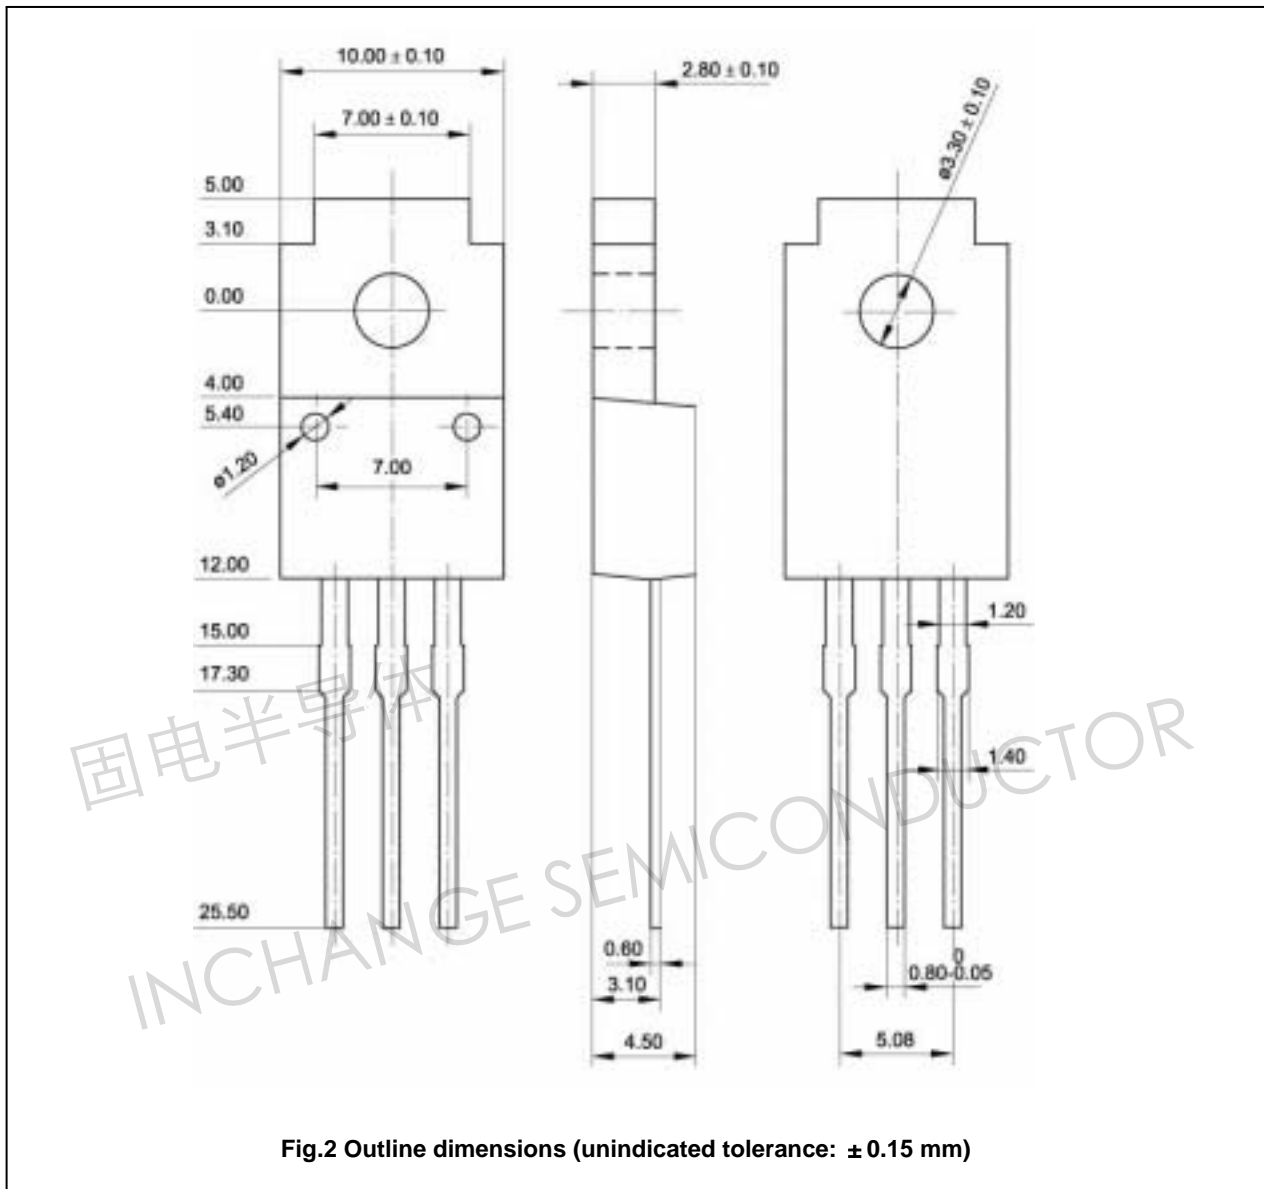 10.00 ± 0.10
2.80 ± 0.10
7.00 ± 0.10
ø3.30 ± 0.10
5.00
3.10
0.00
4.00
5.40
ø1.20
7.00
12.00
15.00
1.20
17.30
固电半导体
1.40
INCHANGE SEMICONDUCTOR
25.50
0.60
0
0.80-0.05
3.10
4.50
5.08
Fig.2 Outline dimensions (unindicated tolerance: ± 0.15 mm)